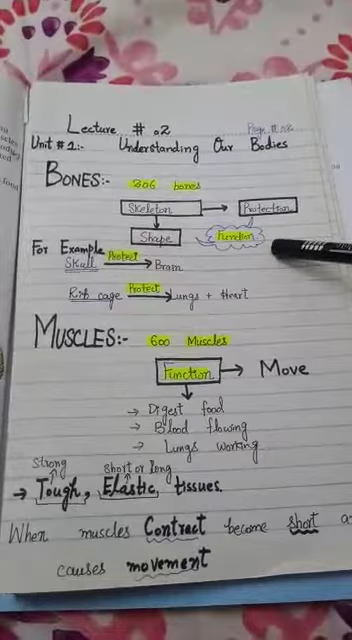 Lecture # 02
Unit # 1:- Understanding Our Bodies
BONES:- 206 bones
Skeleton → Protection
Shape Function
For Example
Skull Protect → Brain
Rib cage Protect → Lungs + Heart
MUSCLES:- 600 Muscles
Function → Move
→ Digest food
→ Blood flowing
→ Lungs working
Strong short or long
→ Tough, Elastic tissues.
When muscles Contract become short
causes movement